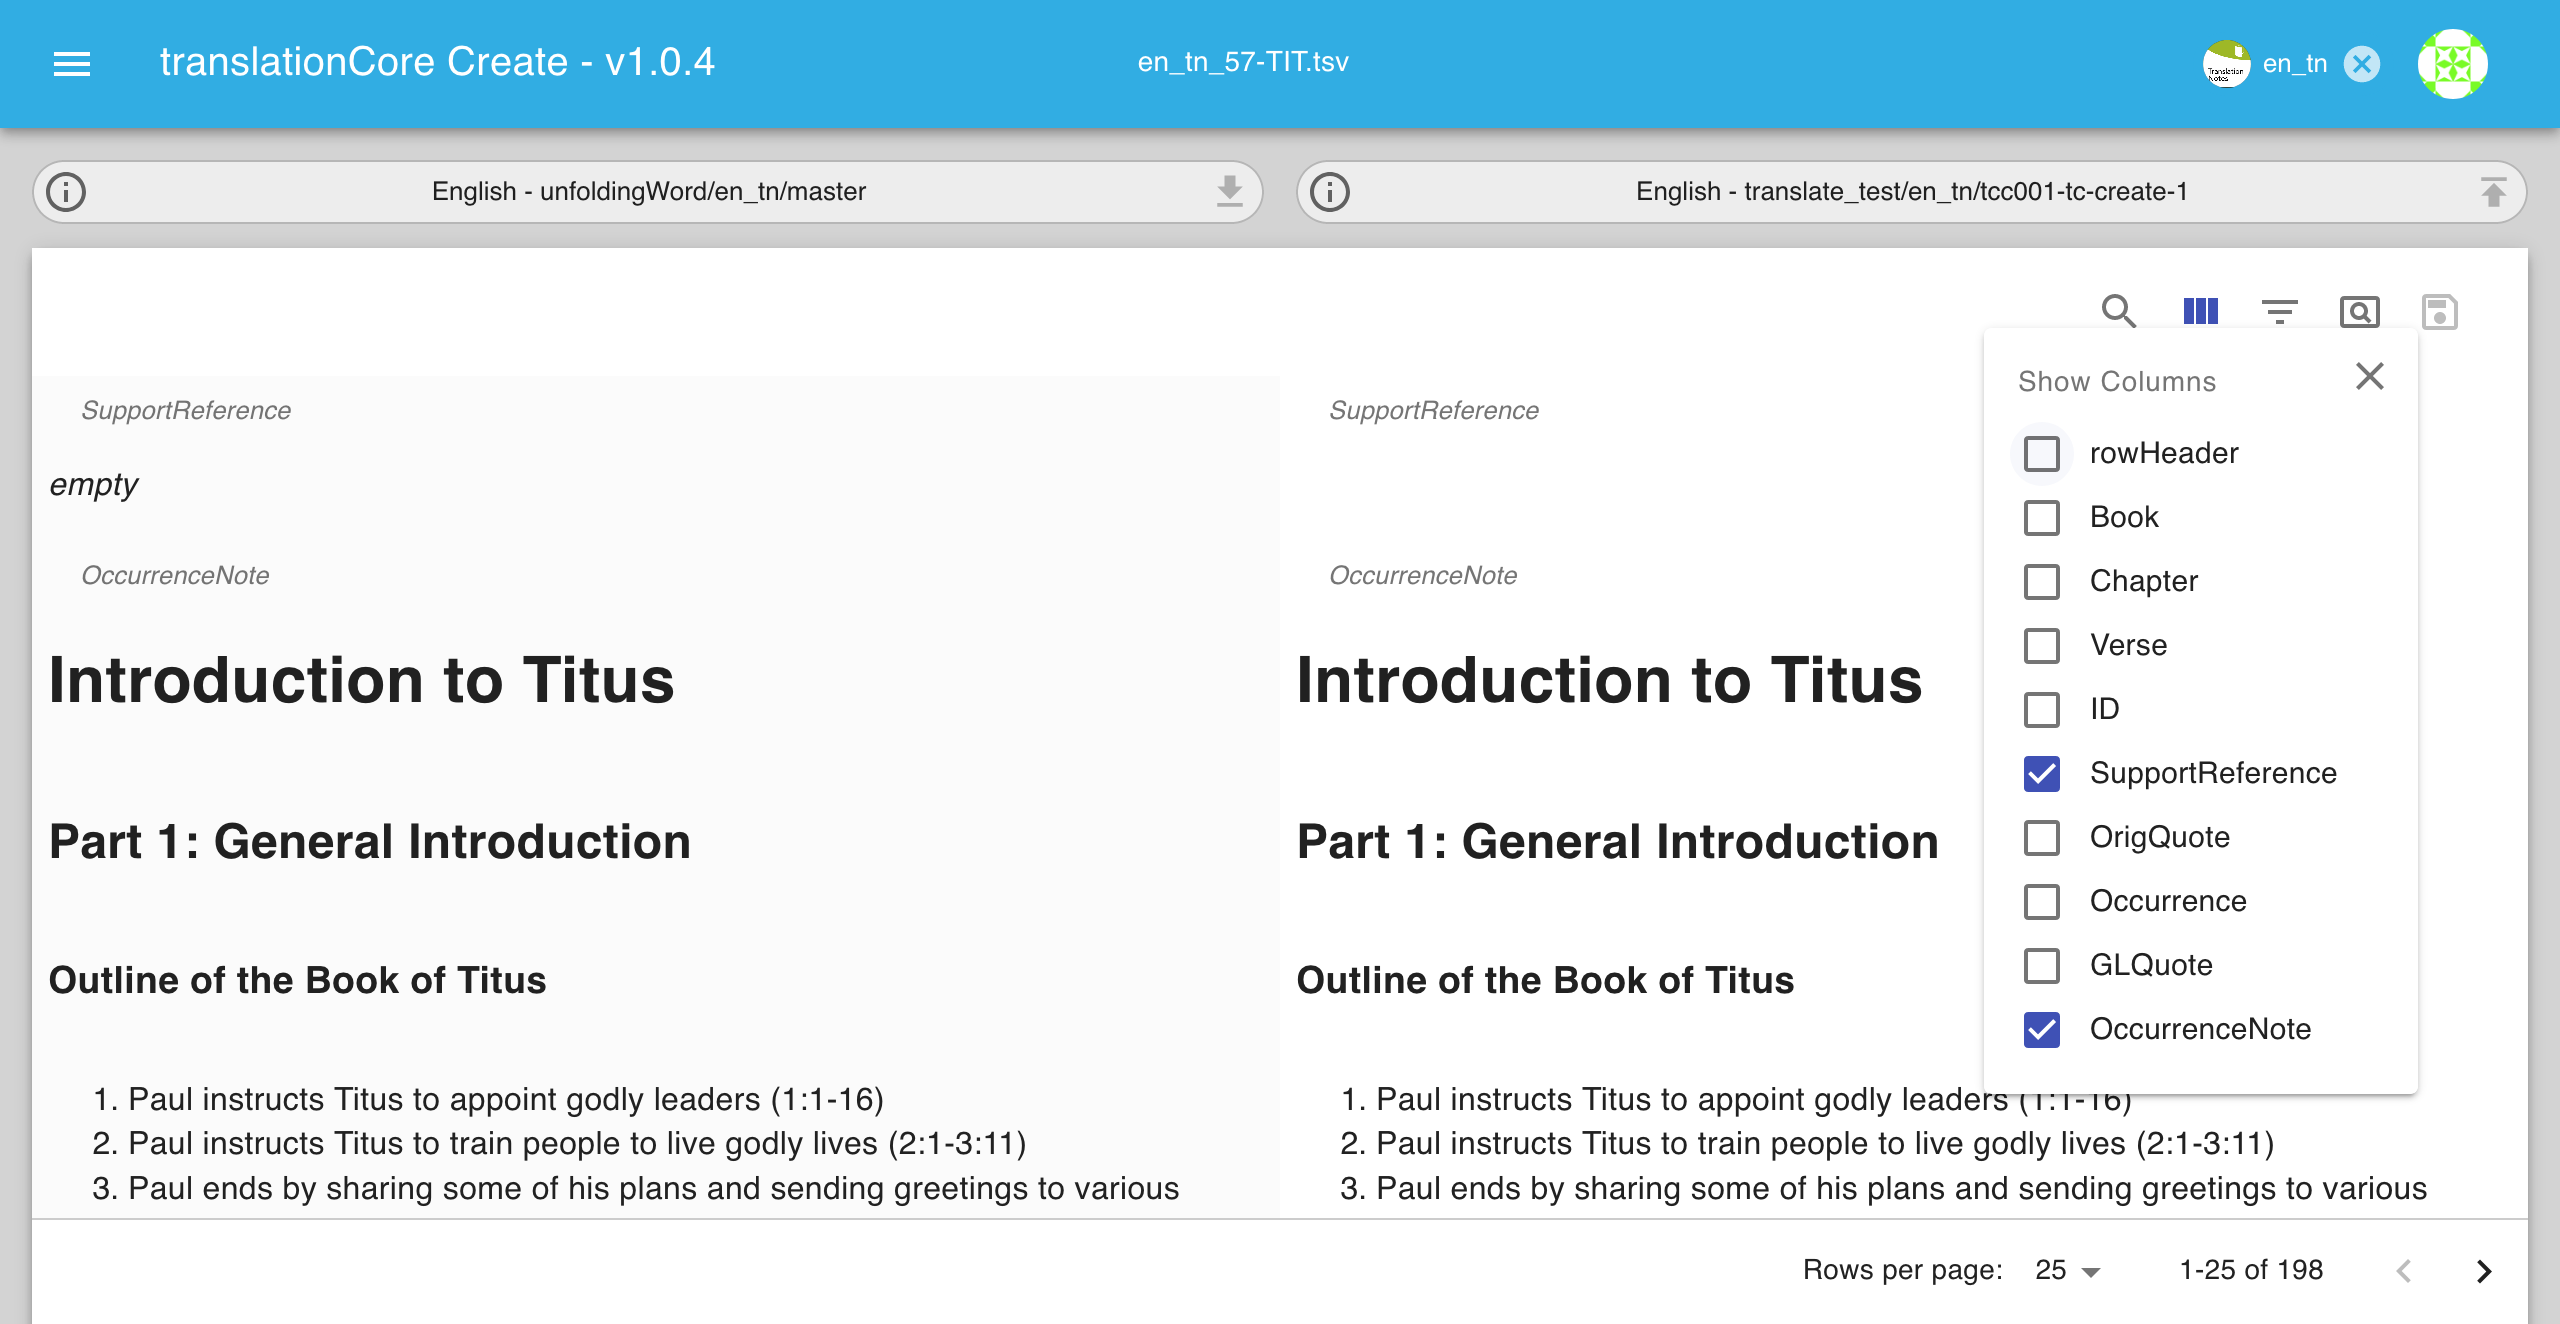 translationCore Create - v1.0.4
en_tn_57-TIT.tsv
Translation
Notes
en_tn
English - unfoldingWord/en_tn/master
English - translate_test/en_tn/tcc001-tc-create-1
SupportReference
empty
OccurrenceNote
Introduction to Titus
Part 1: General Introduction
Outline of the Book of Titus
1. Paul instructs Titus to appoint godly leaders (1:1-16)
2. Paul instructs Titus to train people to live godly lives (2:1-3:11)
3. Paul ends by sharing some of his plans and sending greetings to various
SupportReference
OccurrenceNote
Introduction to Titus
Part 1: General Introduction
Outline of the Book of Titus
1. Paul instructs Titus to appoint godly leaders (1:1-16)
2. Paul instructs Titus to train people to live godly lives (2:1-3:11)
3. Paul ends by sharing some of his plans and sending greetings to various
Show Columns
rowHeader
Book
Chapter
Verse
ID
SupportReference
OrigQuote
Occurrence
GLQuote
OccurrenceNote
Rows per page: 25 1-25 of 198